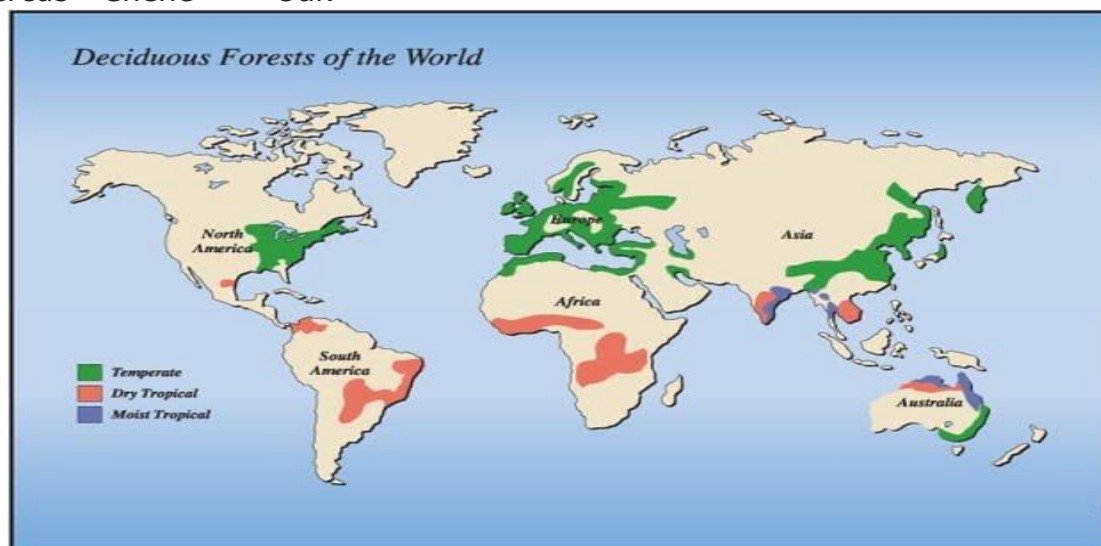 Deciduous Forests of the World
North
America
Europe
Asia
Africa
South
America
Australia
Temperate
Dry Tropical
Moist Tropical